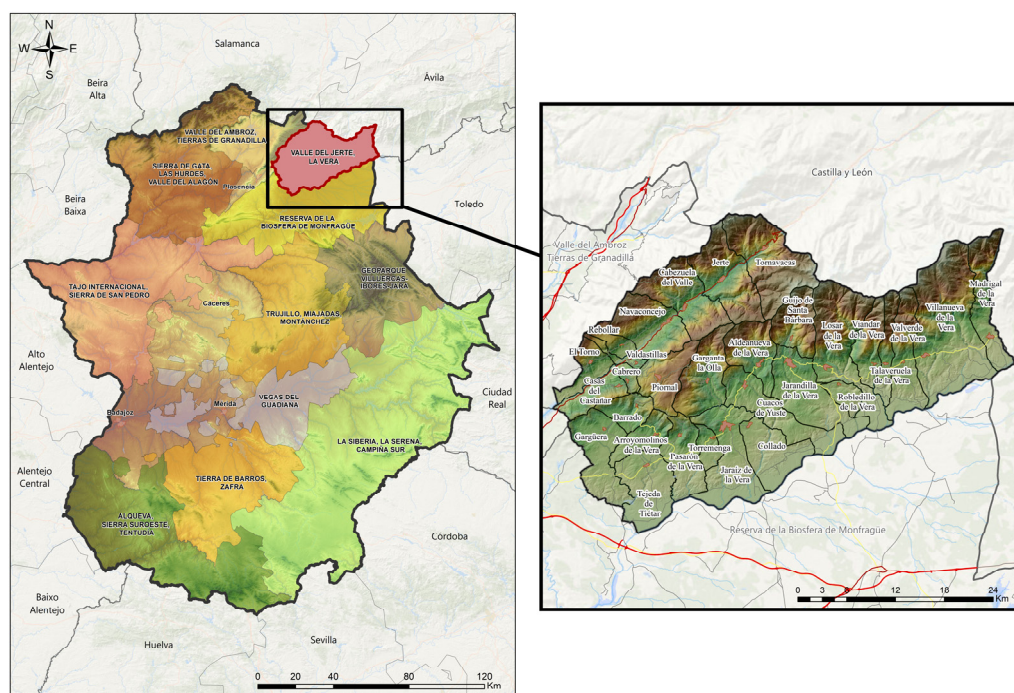 N
W
E
S
Salamanca
Ávila
Beira
Alta
VALLE DEL AMBROZ,
TIERRAS DE GRANADILLA
VALLE DEL JERTE,
LA VERA
SIERRA DE GATA
LAS HURDES,
VALLE DEL ALAGÓN
Plasencia
Beira
Baixa
Toledo
RESERVA DE LA
BIOSFERA DE MONFRAGÜE
GEOPARQUE
VILLUERCAS-
IBORES-JARA
TAJO INTERNACIONAL,
SIERRA DE SAN PEDRO
Cáceres
TRUJILLO, MIAJADAS,
MONTÁNCHEZ
Alto
Alentejo
Ciudad
Real
VEGAS DEL
GUADIANA
Mérida
Badajoz
LA SIBERIA, LA SERENA,
CAMPIÑA SUR
Alentejo
Central
TIERRA DE BARROS,
ZAFRA
ALQUEVA,
SIERRA SUROESTE,
TENTUDÍA
Córdoba
Baixo
Alentejo
Huelva
Sevilla
0 20 40 80 120
Km
Castilla y León
Valle del Ambroz
Tierras de Granadilla
Jerte
Tornavacas
Cabezuela
del Valle
Madrigal
de la
Vera
Navaconcejo
Guijo de
Santa
Bárbara
Villanueva
de la
Vera
Rebollar
Losar
de la
Vera
Viandar
de la
Vera
Valverde
de la
Vera
El Torno
Valdastillas
Aldeanueva
de la Vera
Garganta
la Olla
Cabrero
Talaveruela
de la Vera
Casas
del
Castañar
Piornal
Jarandilla
de la Vera
Robledillo
de la Vera
Cuacos
de Yuste
Barrado
Gargüera
Arroyomolinos
de la Vera
Torremenga
Collado
Pasarón
de la Vera
Jaraíz de
la Vera
Tejeda
de
Tiétar
Reserva de la Biosfera de Monfragüe
0 3 6 12 18 24
Km